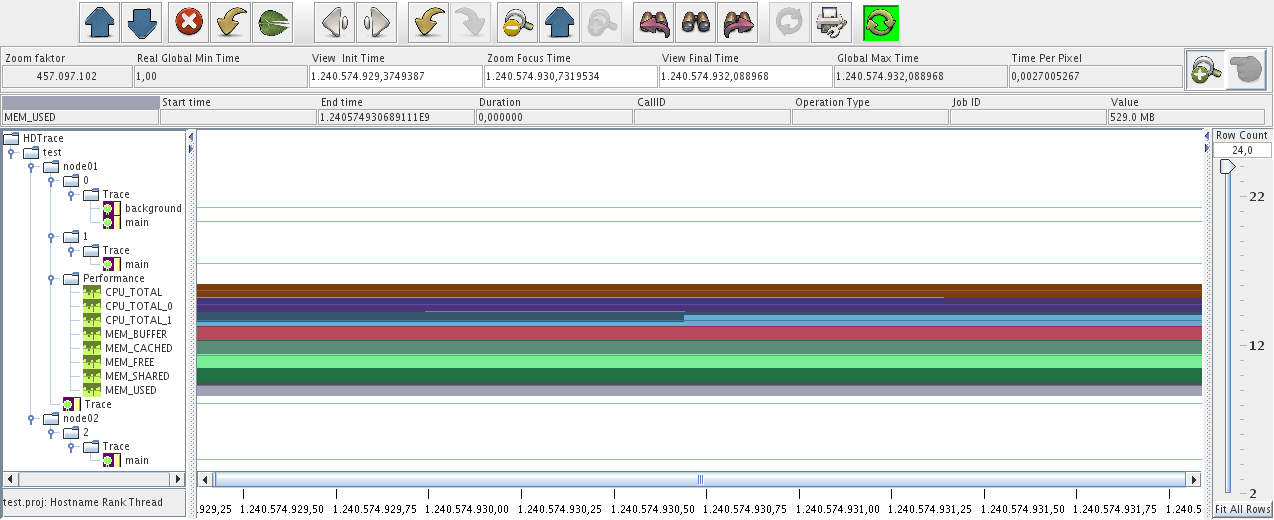 Zoom faktor Real Global Min Time View Init Time Zoom Focus Time View Final Time Global Max Time Time Per Pixel
457.097.102 1,00 1.240.574.929,3749387 1.240.574.930,7319534 1.240.574.932,088968 1.240.574.932,088968 0,0027005267
Start time End time Duration CallID Operation Type Job ID Value
MEM_USED 1.240574930689111E9 0,000000 529.0 MB
HDTrace
test
node01
0
Trace
background
main
1
Trace
main
Performance
CPU_TOTAL
CPU_TOTAL_0
CPU_TOTAL_1
MEM_BUFFER
MEM_CACHED
MEM_FREE
MEM_SHARED
MEM_USED
Trace
node02
2
Trace
main
test.proj: Hostname Rank Thread
.929,25 1.240.574.929,50 1.240.574.929,75 1.240.574.930,00 1.240.574.930,25 1.240.574.930,50 1.240.574.930,75 1.240.574.931,00 1.240.574.931,25 1.240.574.931,50 1.240.574.931,75 1.240.5
Row Count
24,0
22
12
2
Fit All Rows